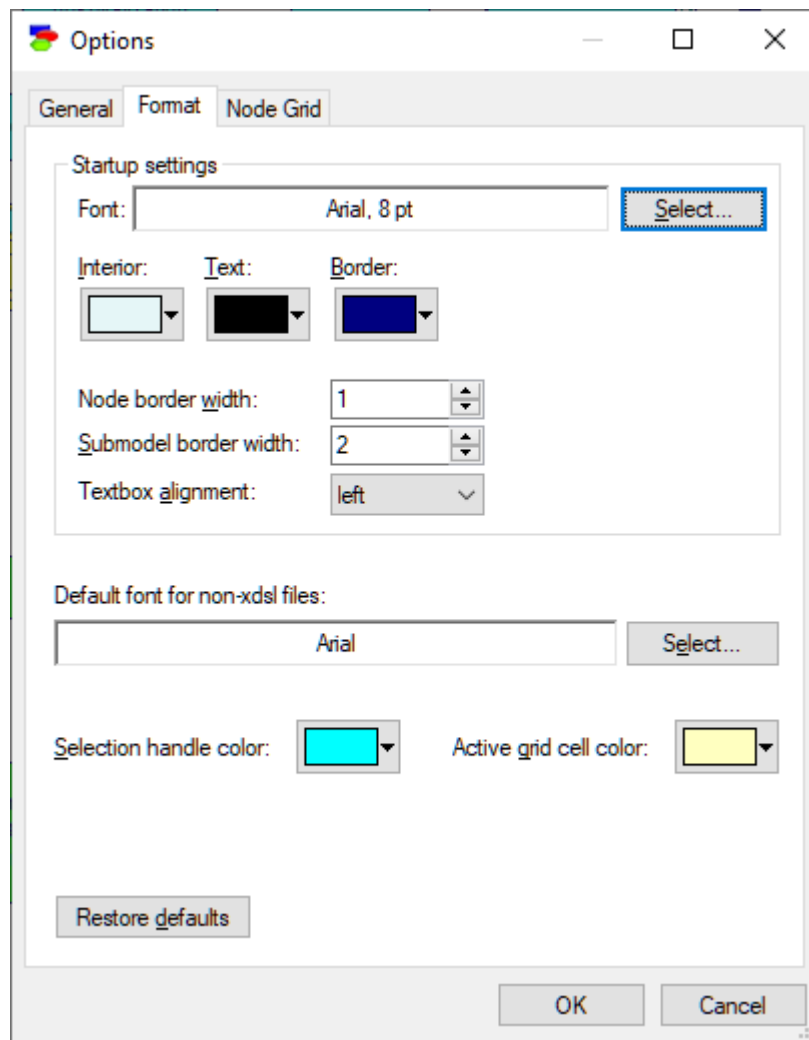 Options
General Format Node Grid
Startup settings
Font: Arial, 8 pt Select...
Interior: Text: Border:
Node border width: 1
Submodel border width: 2
Textbox alignment: left
Default font for non-xdsl files:
Arial Select...
Selection handle color: Active grid cell color:
Restore defaults
OK Cancel